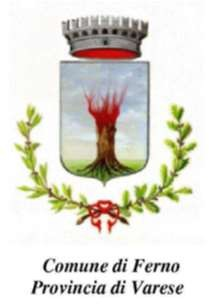 Comune di Ferno
Provincia di Varese